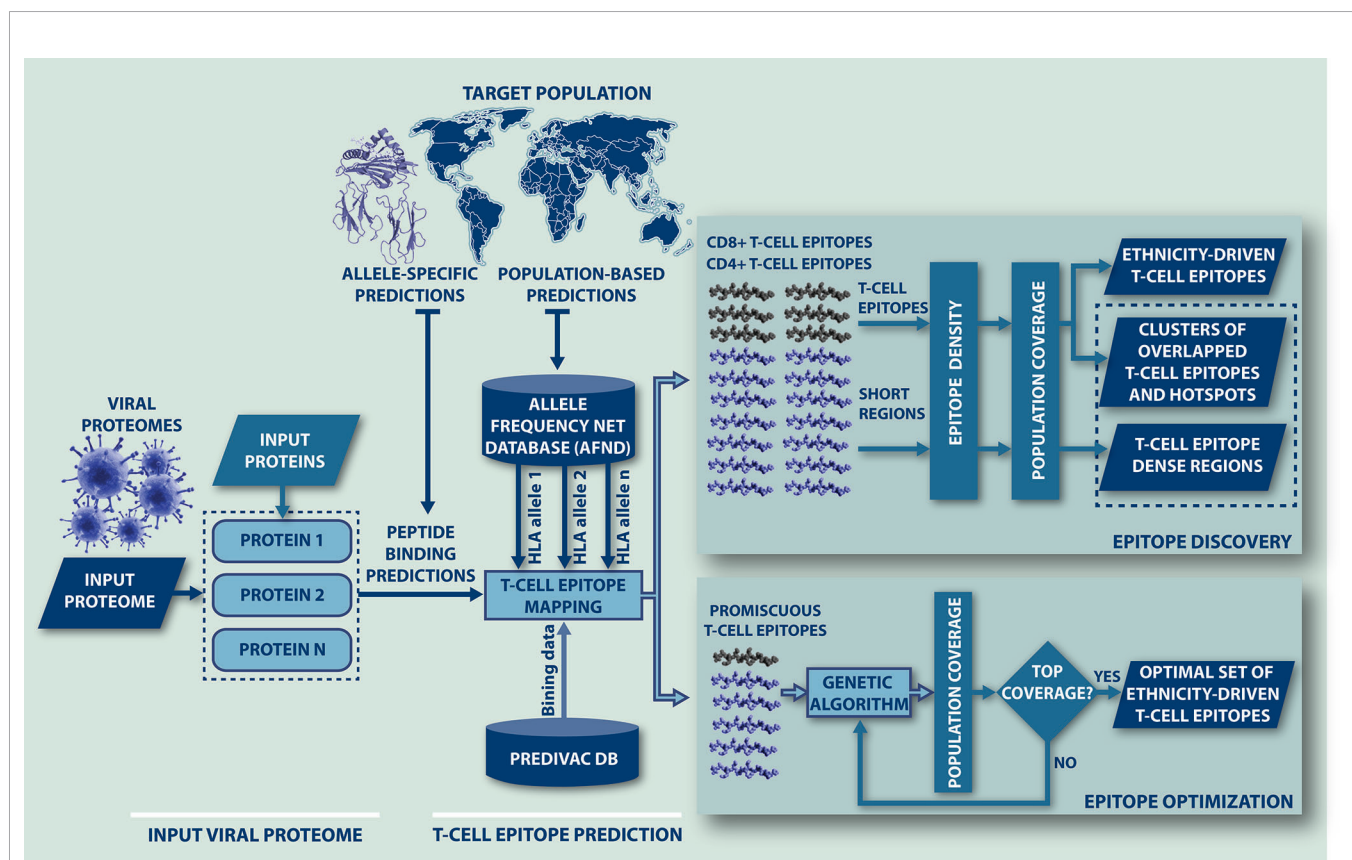 TARGET POPULATION
ALLELE-SPECIFIC
PREDICTIONS
POPULATION-BASED
PREDICTIONS
VIRAL
PROTEOMES
INPUT
PROTEINS
INPUT
PROTEOME
PROTEIN 1
PROTEIN 2
PROTEIN N
PEPTIDE
BINDING
PREDICTIONS
ALLELE
FREQUENCY NET
DATABASE (AFND)
HLA allele 1
HLA allele 2
HLA allele n
T-CELL EPITOPE
MAPPING
Bining data
PREDIVAC DB
INPUT VIRAL PROTEOME
T-CELL EPITOPE PREDICTION
CD8+ T-CELL EPITOPES
CD4+ T-CELL EPITOPES
T-CELL
EPITOPES
SHORT
REGIONS
EPITOPE DENSITY
POPULATION COVERAGE
ETHNICITY-DRIVEN
T-CELL EPITOPES
CLUSTERS OF
OVERLAPPED
T-CELL EPITOPES
AND HOTSPOTS
T-CELL EPITOPE
DENSE REGIONS
EPITOPE DISCOVERY
PROMISCUOUS
T-CELL EPITOPES
GENETIC
ALGORITHM
POPULATION COVERAGE
TOP
COVERAGE?
YES
NO
OPTIMAL SET OF
ETHNICITY-DRIVEN
T-CELL EPITOPES
EPITOPE OPTIMIZATION